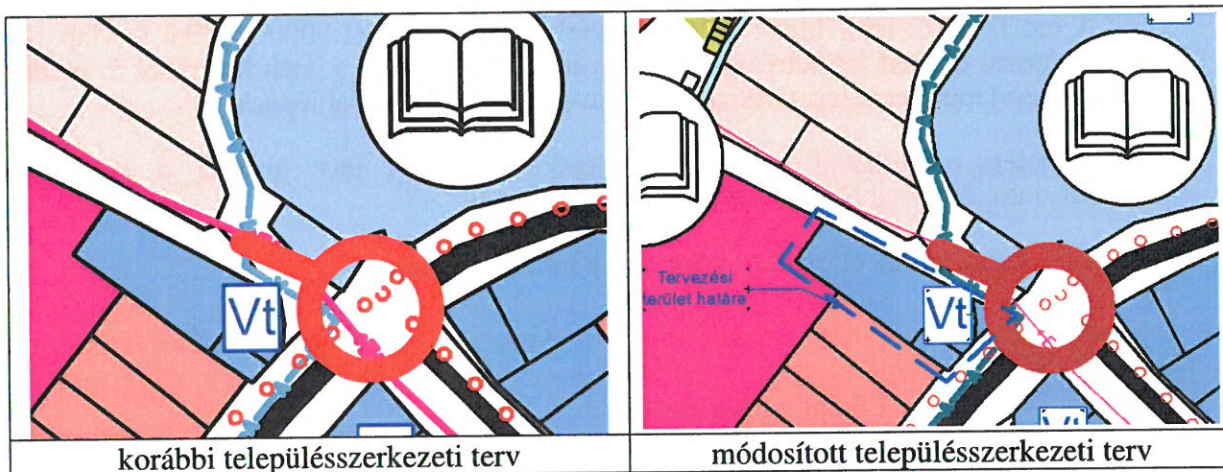 Vt
Tervezési
terület határa
Vt
korábbi településszerkezeti terv
módosított településszerkezeti terv